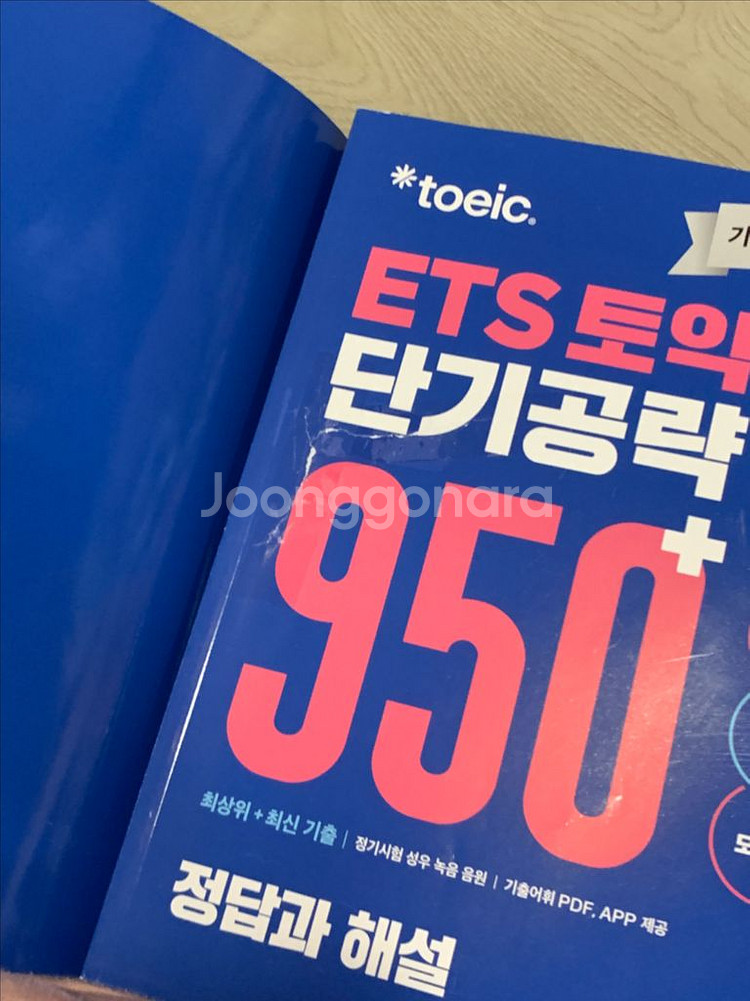 *toeic®
기
ETS 토익
단기공략
950+
Joonggonara
최상위 + 최신 기출 | 정기시험 성우 녹음 음원 | 기출어휘 PDF, APP 제공
정답과 해설